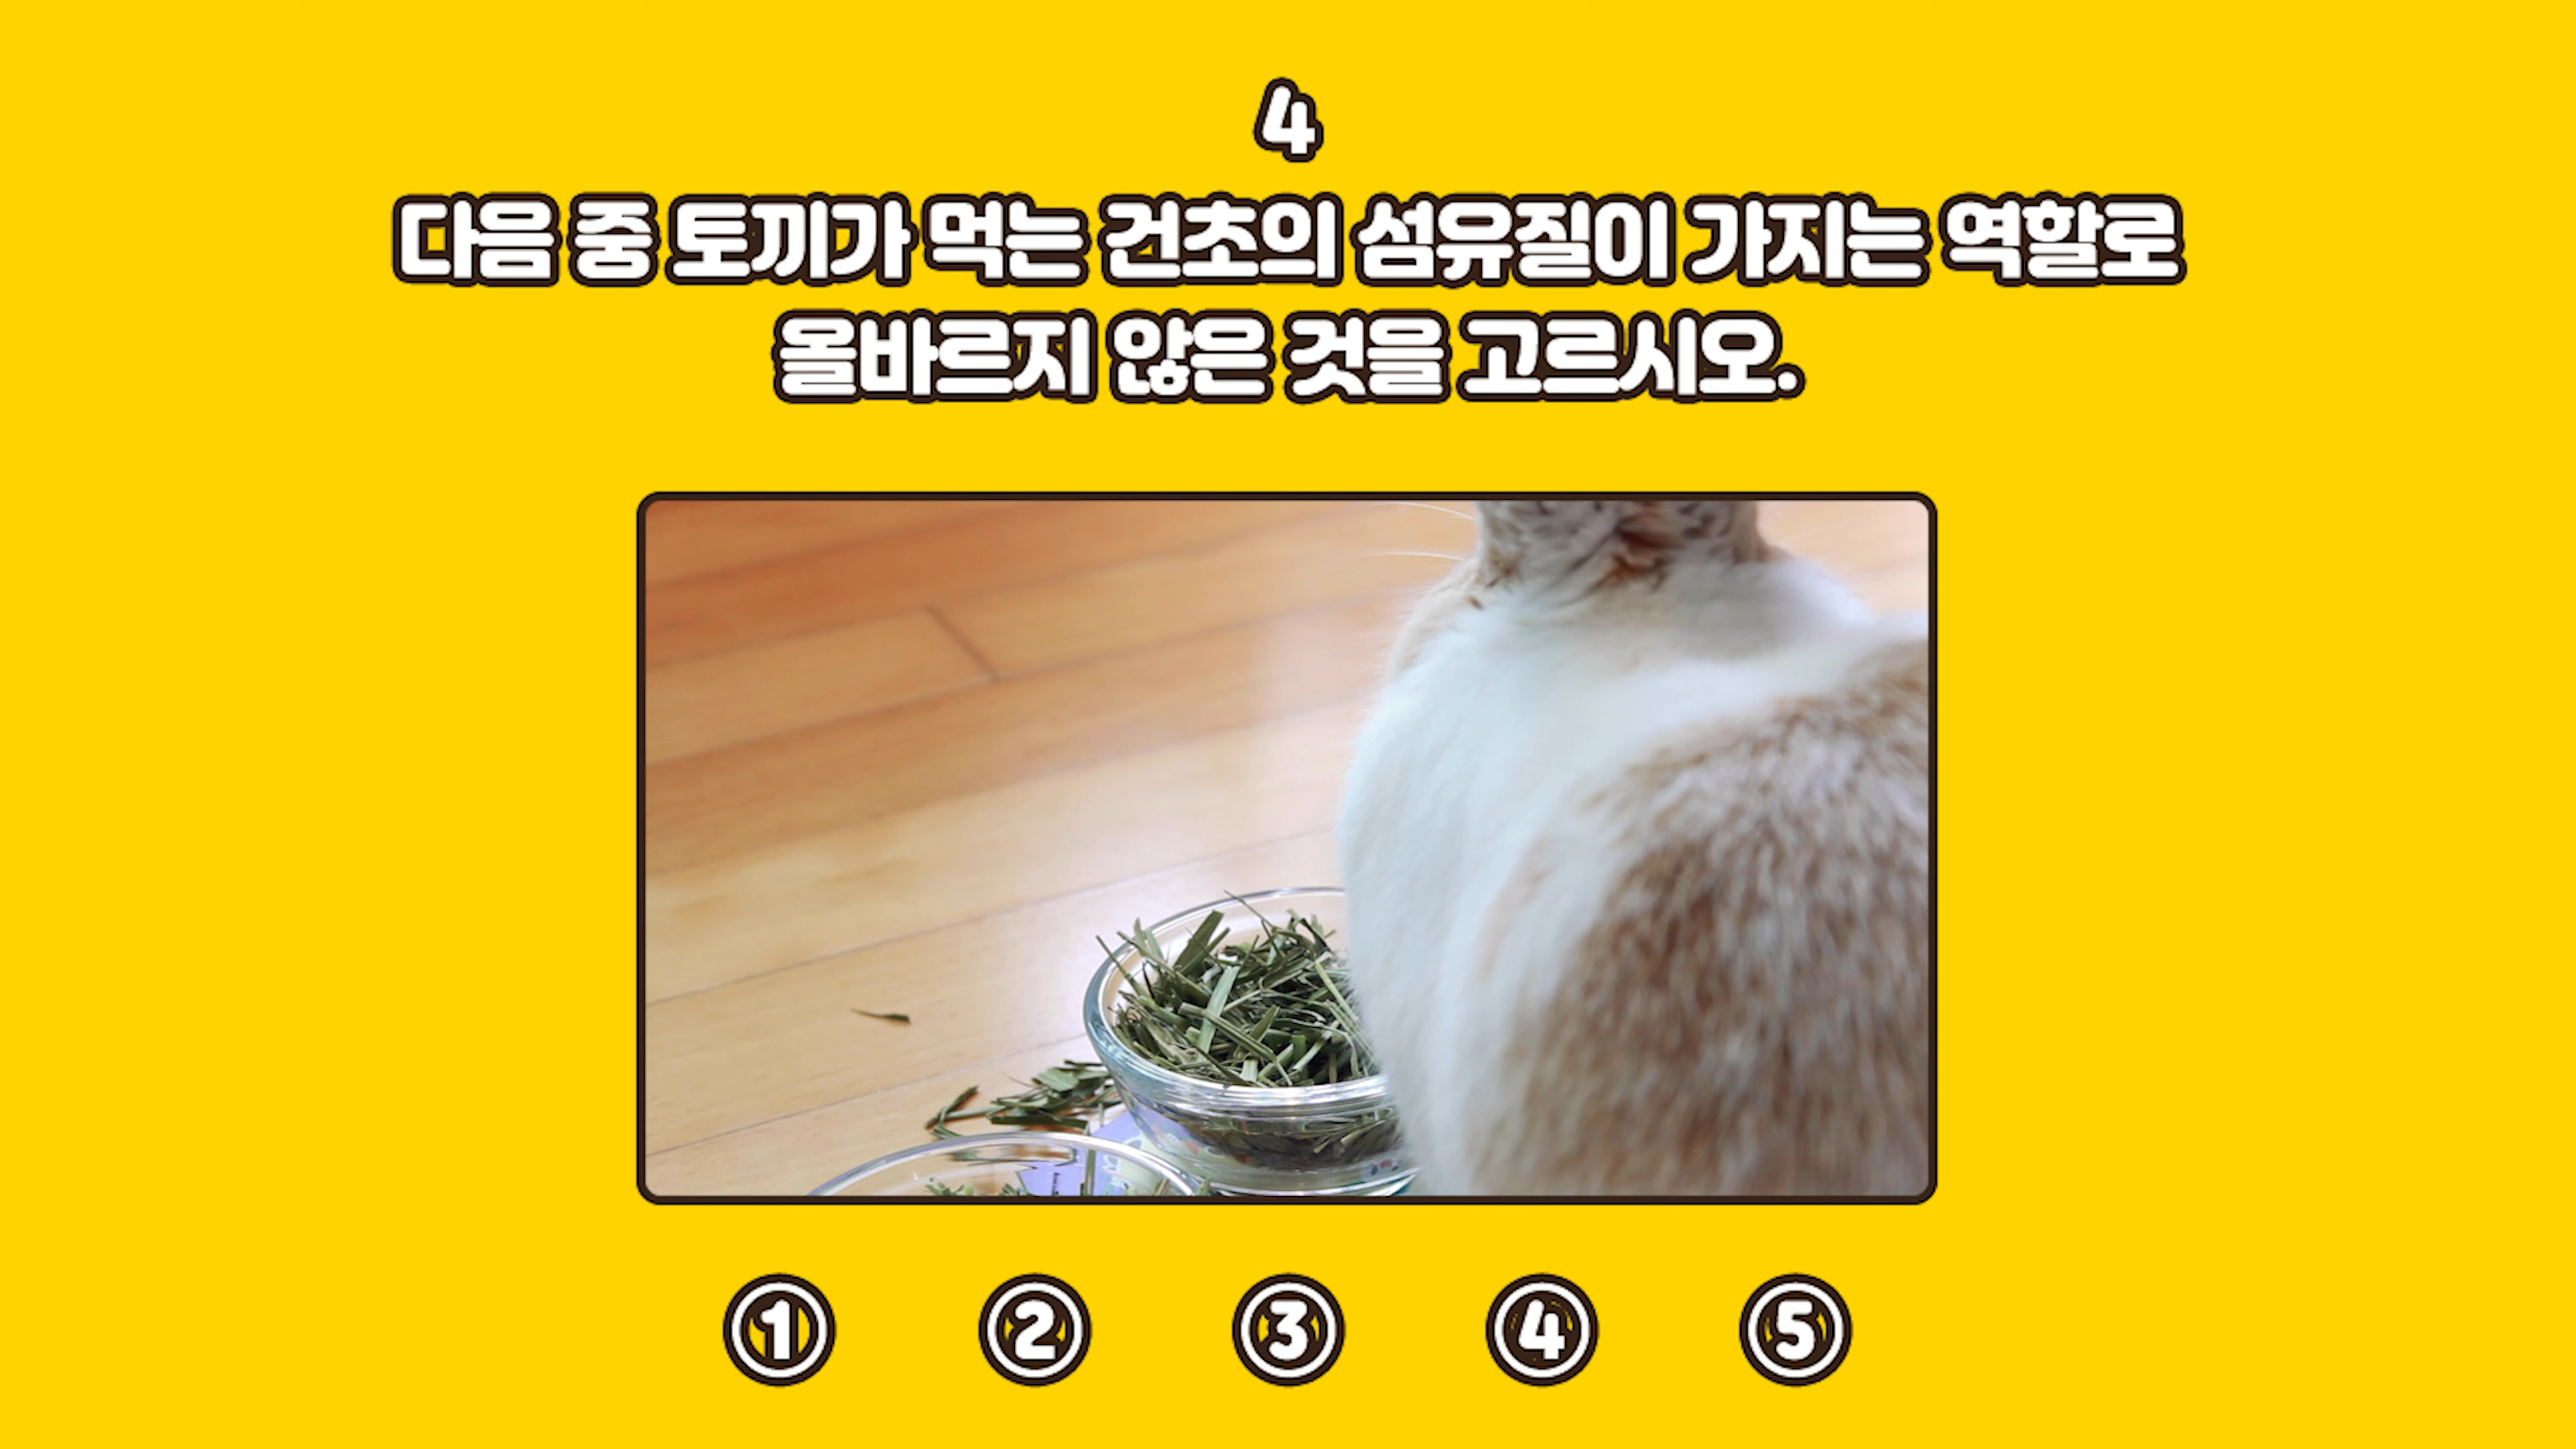 4
다음 중 토끼가 먹는 건초의 섬유질이 가지는 역할로
올바르지 않은 것을 고르시오.
① ② ③ ④ ⑤